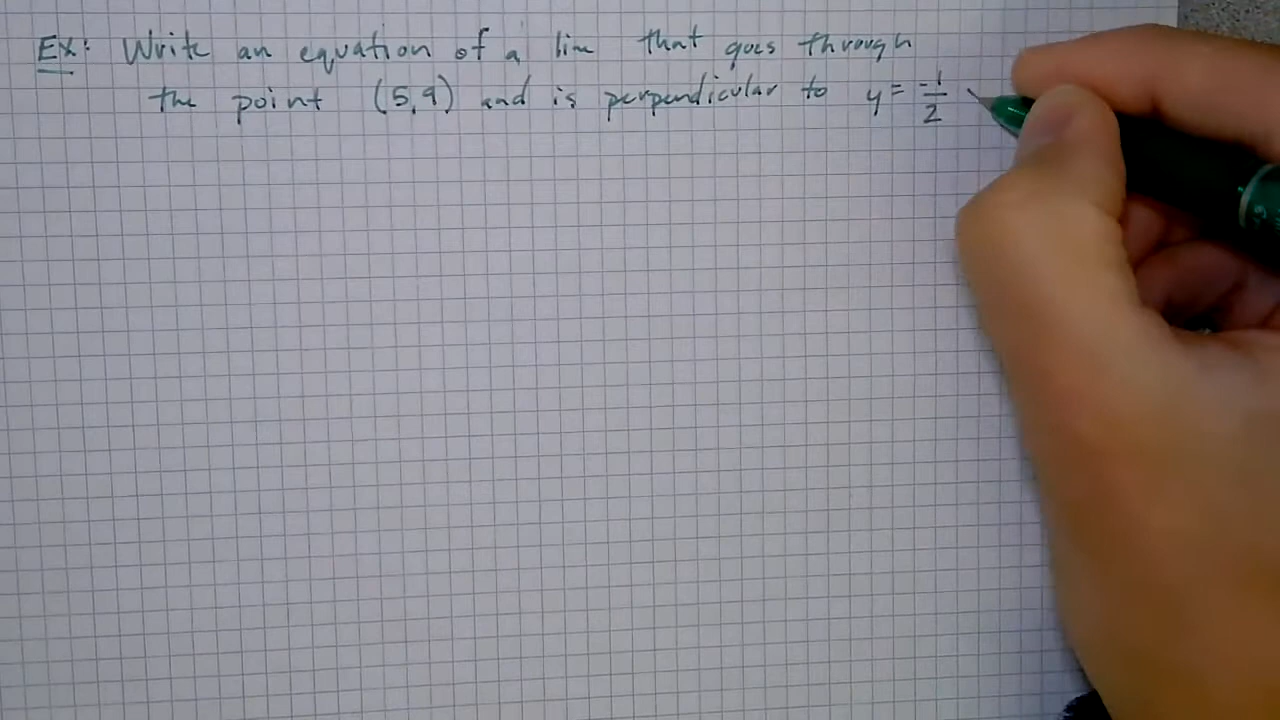 Ex: Write an equation of a line that goes through
the point (5,9) and is perpendicular to y = -1/2